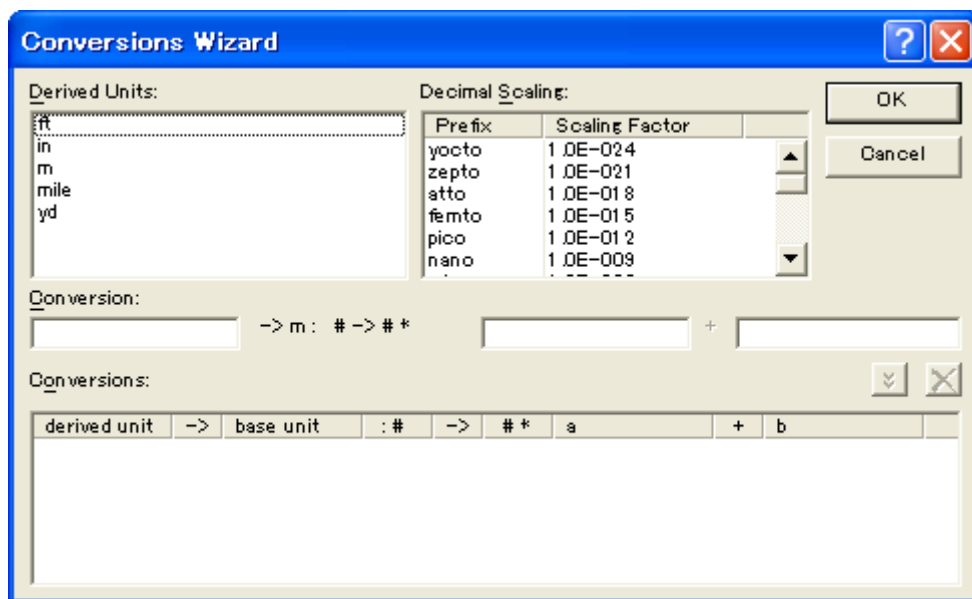 Conversions Wizard
Derived Units:
ft
in
m
mile
yd
Decimal Scaling:
Prefix Scaling Factor
yocto 1.0E-024
zepto 1.0E-021
atto 1.0E-018
femto 1.0E-015
pico 1.0E-012
nano 1.0E-009
OK
Cancel
Conversion:
-> m : # -> # * +
Conversions:
derived unit -> base unit : # -> # * a + b